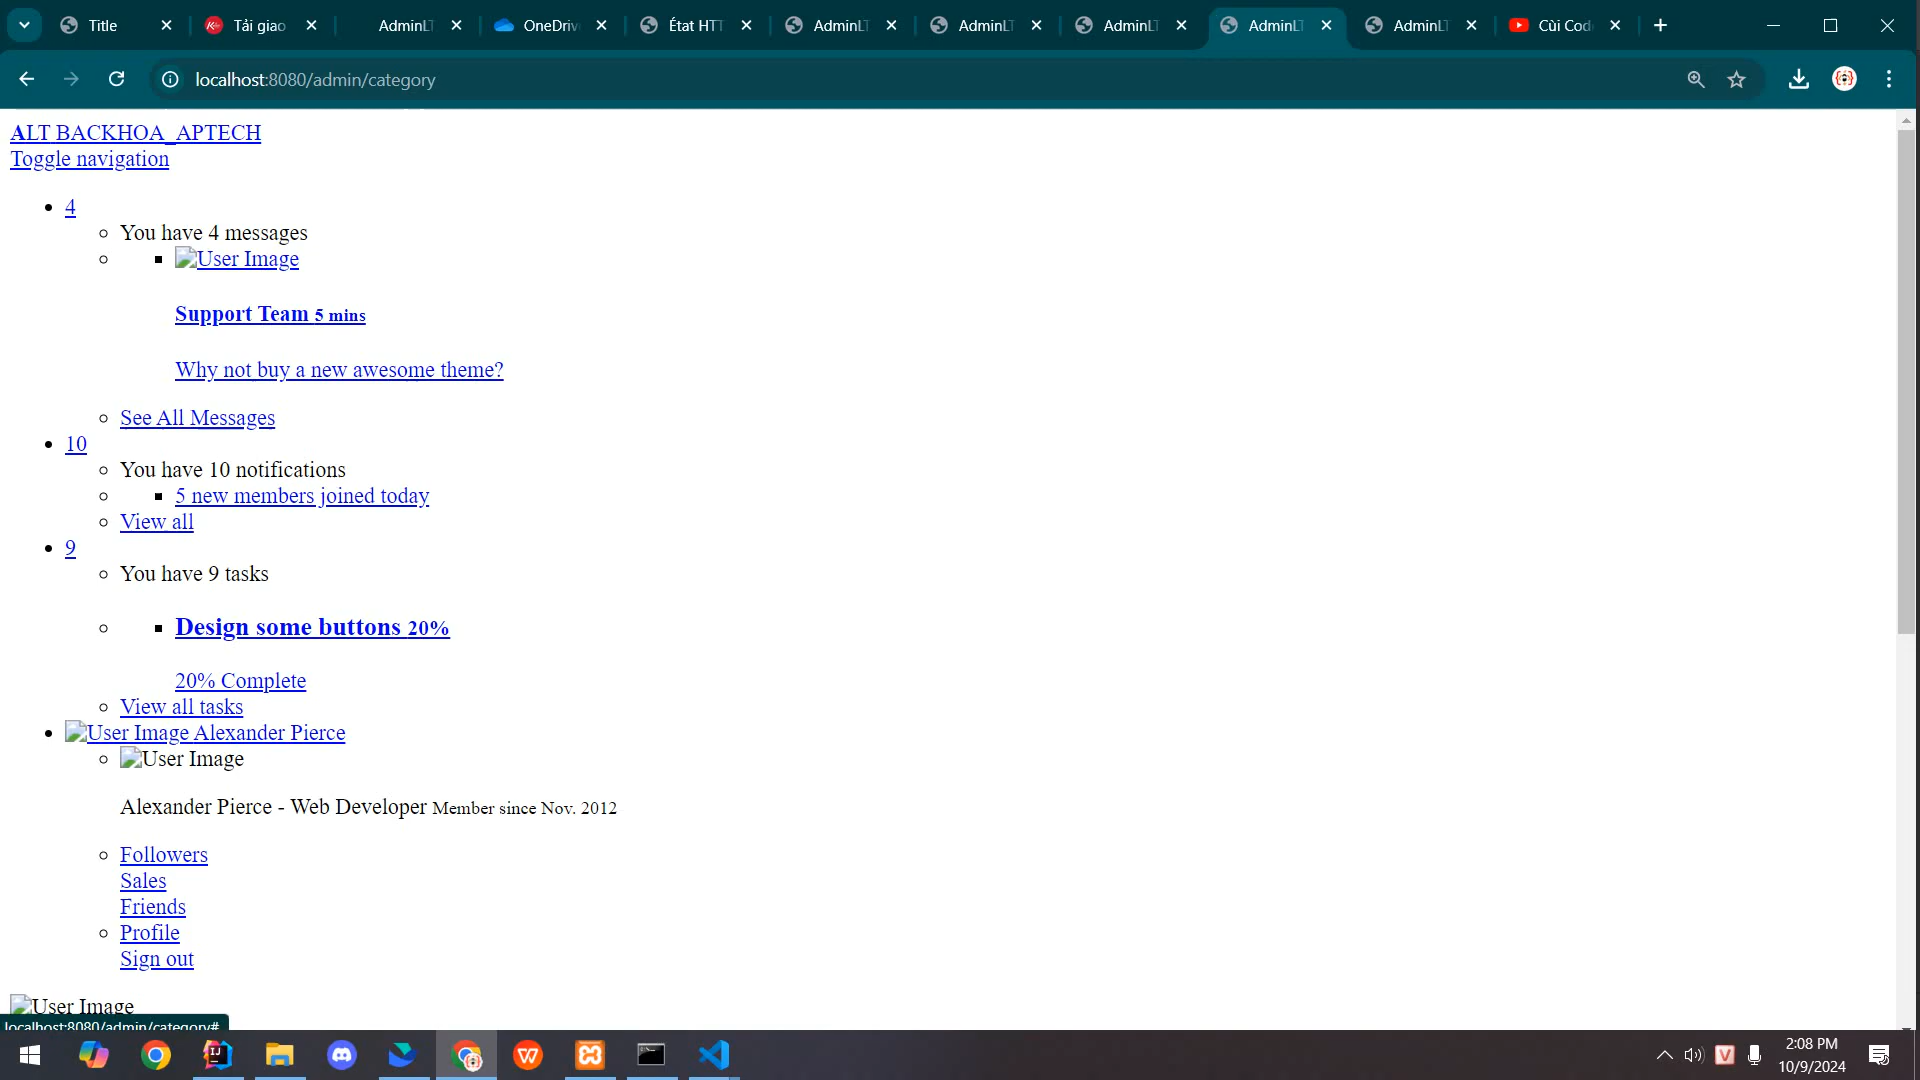 Title
Tải giao
AdminLT
OneDriv
État HTT
AdminLT
AdminLT
AdminLT
AdminLT
AdminLT
Cùi Cod
localhost:8080/admin/category
ALT BACKHOA_APTECH
Toggle navigation
4
You have 4 messages
User Image
Support Team 5 mins
Why not buy a new awesome theme?
See All Messages
10
You have 10 notifications
5 new members joined today
View all
9
You have 9 tasks
Design some buttons 20%
20% Complete
View all tasks
User Image Alexander Pierce
User Image
Alexander Pierce - Web Developer Member since Nov. 2012
Followers
Sales
Friends
Profile
Sign out
User Image
localhost:8080/admin/category#
2:08 PM
10/9/2024